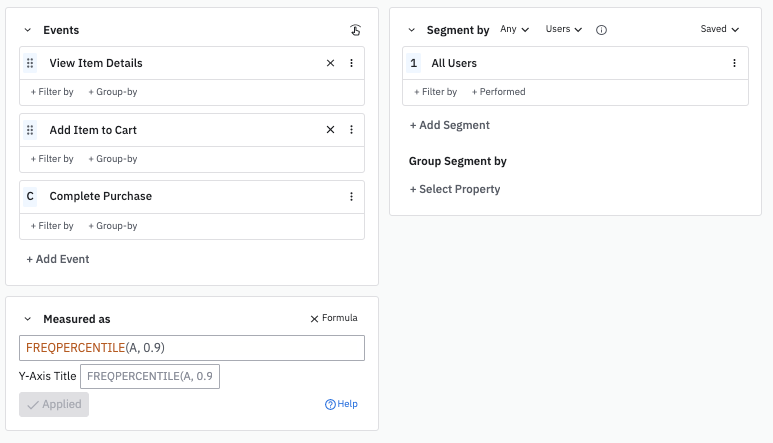 Events
View Item Details
+ Filter by + Group-by
Add Item to Cart
+ Filter by + Group-by
C Complete Purchase
+ Filter by + Group-by
+ Add Event
Measured as Formula
FREQPERCENTILE(A, 0.9)
Y-Axis Title FREQPERCENTILE(A, 0.9
Applied Help
Segment by Any Users Saved
1 All Users
+ Filter by + Performed
+ Add Segment
Group Segment by
+ Select Property